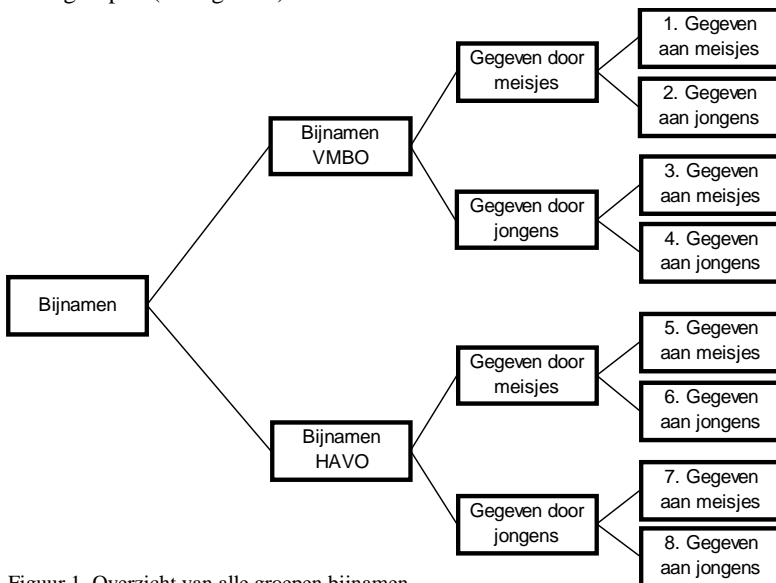 Bijnamen
Bijnamen
VMBO
Gegeven door
meisjes
1. Gegeven
aan meisjes
2. Gegeven
aan jongens
Gegeven door
jongens
3. Gegeven
aan meisjes
4. Gegeven
aan jongens
Bijnamen
HAVO
Gegeven door
meisjes
5. Gegeven
aan meisjes
6. Gegeven
aan jongens
Gegeven door
jongens
7. Gegeven
aan meisjes
8. Gegeven
aan jongens
Figuur 1. Overzicht van alle groepen bijnamen